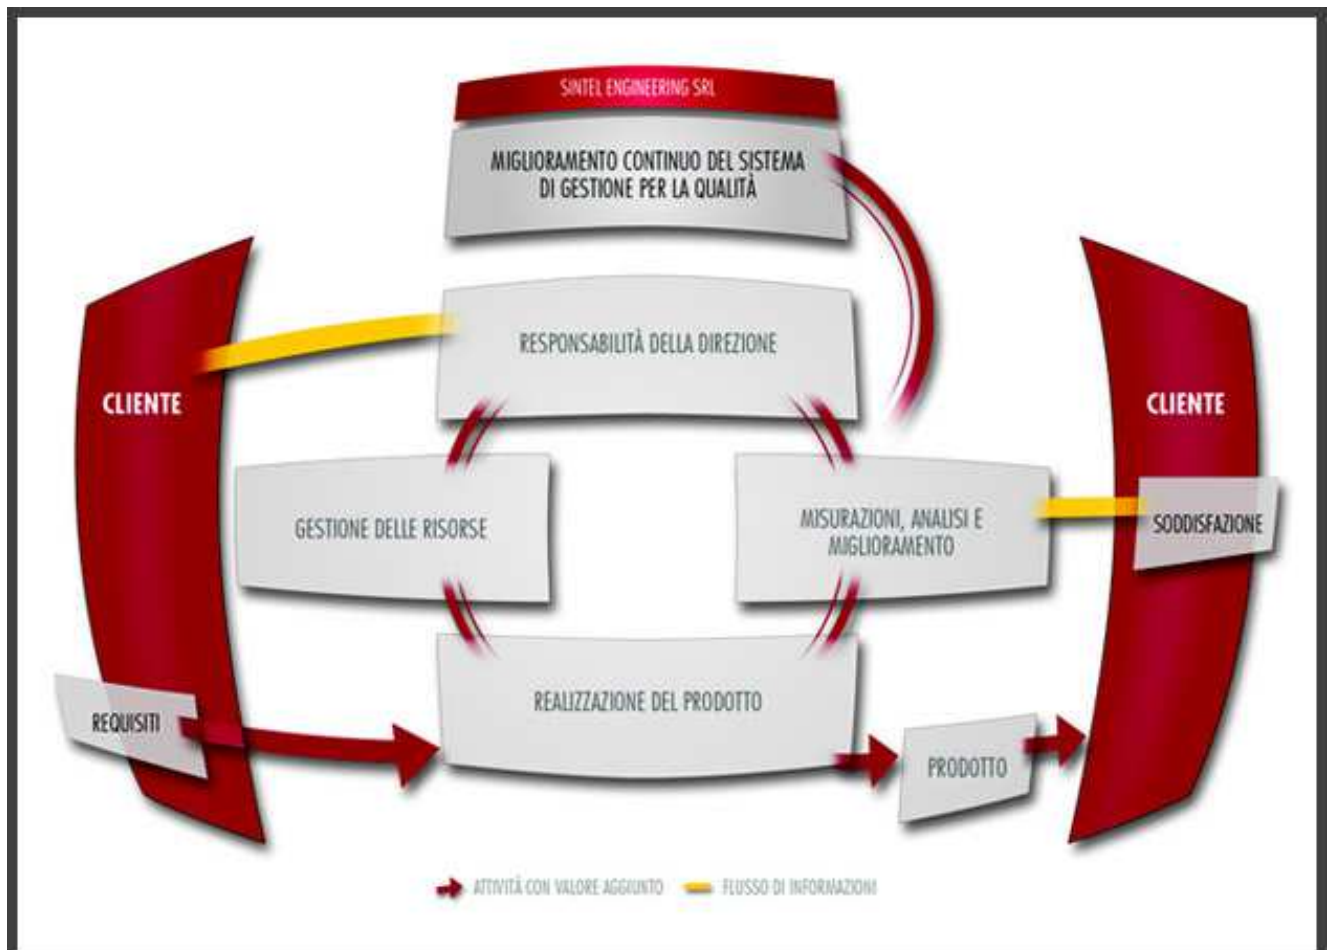 SINTEL ENGINEERING SRL
MIGLIORAMENTO CONTINUO DEL SISTEMA
DI GESTIONE PER LA QUALITÀ
RESPONSABILITÀ DELLA DIREZIONE
CLIENTE
CLIENTE
GESTIONE DELLE RISORSE
MISURAZIONI, ANALISI E
MIGLIORAMENTO
SODDISFAZIONE
REQUISITI
REALIZZAZIONE DEL PRODOTTO
PRODOTTO
ATTIVITÀ CON VALORE AGGIUNTO
FLUSSO DI INFORMAZIONI